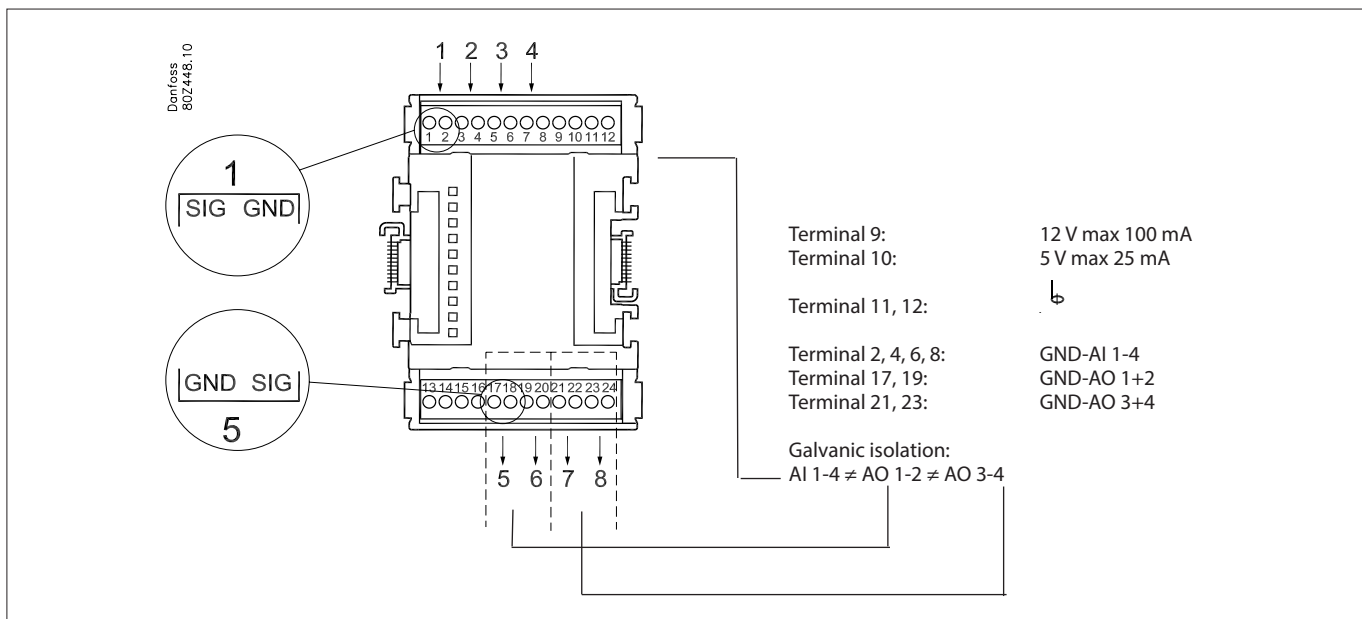 Danfoss
80Z448.10
1 2 3 4
1 2 3 4 5 6 7 8 9 10 11 12
1
SIG GND
GND SIG
5
13 14 15 16 17 18 19 20 21 22 23 24
5 6 7 8
Terminal 9: 12 V max 100 mA
Terminal 10: 5 V max 25 mA
Terminal 11, 12:
Terminal 2, 4, 6, 8: GND-AI 1-4
Terminal 17, 19: GND-AO 1+2
Terminal 21, 23: GND-AO 3+4
Galvanic isolation:
AI 1-4 ≠ AO 1-2 ≠ AO 3-4